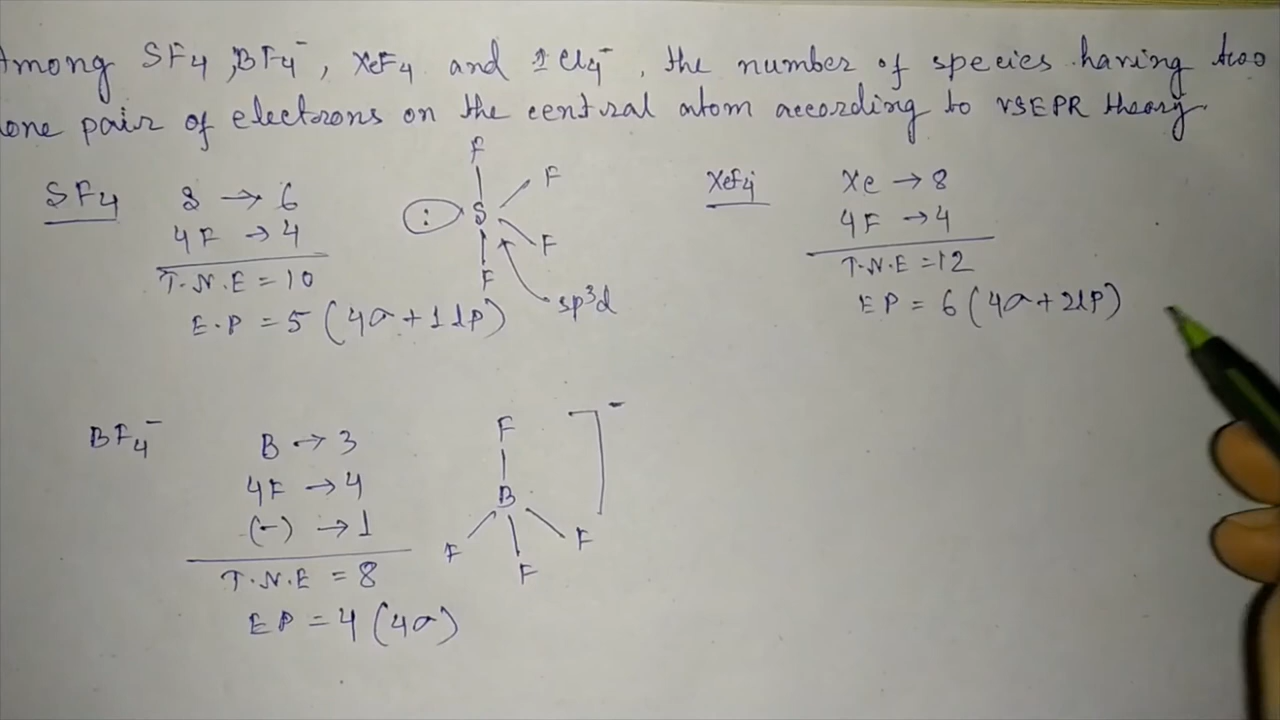 Among SF4, BF4⁻, XeF4 and ICl4⁻, the number of species having two
lone pair of electrons on the central atom according to VSEPR theory.
SF4
S → 6
4F → 4
T.N.E = 10
E.P = 5 (4σ + 1lp)
F
F
: S
F
F
sp³d
XeF4
Xe → 8
4F → 4
T.N.E = 12
EP = 6 (4σ + 2lp)
BF4⁻
B → 3
4F → 4
(-) → 1
T.N.E = 8
EP = 4 (4σ)
F
B
F
F
F
-